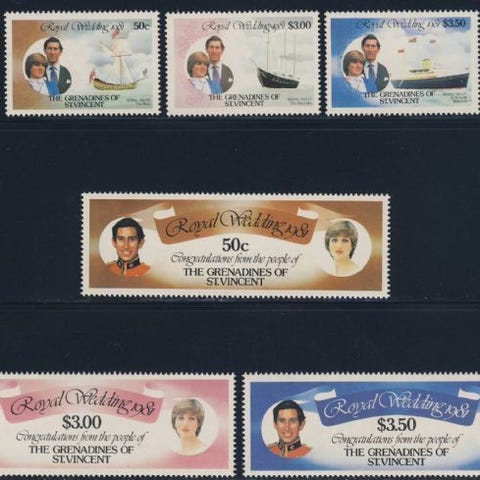 Royal Wedding 1981
50c
THE GRENADINES OF
ST.VINCENT
Royal Wedding 1981
$3.00
THE GRENADINES OF
ST.VINCENT
Royal Wedding 1981
$3.50
THE GRENADINES OF
ST.VINCENT
Royal Wedding 1981
50c
Congratulations from the people of
THE GRENADINES OF
ST.VINCENT
Royal Wedding 1981
$3.00
Congratulations from the people of
THE GRENADINES OF
ST.VINCENT
Royal Wedding 1981
$3.50
Congratulations from the people of
THE GRENADINES OF
ST.VINCENT